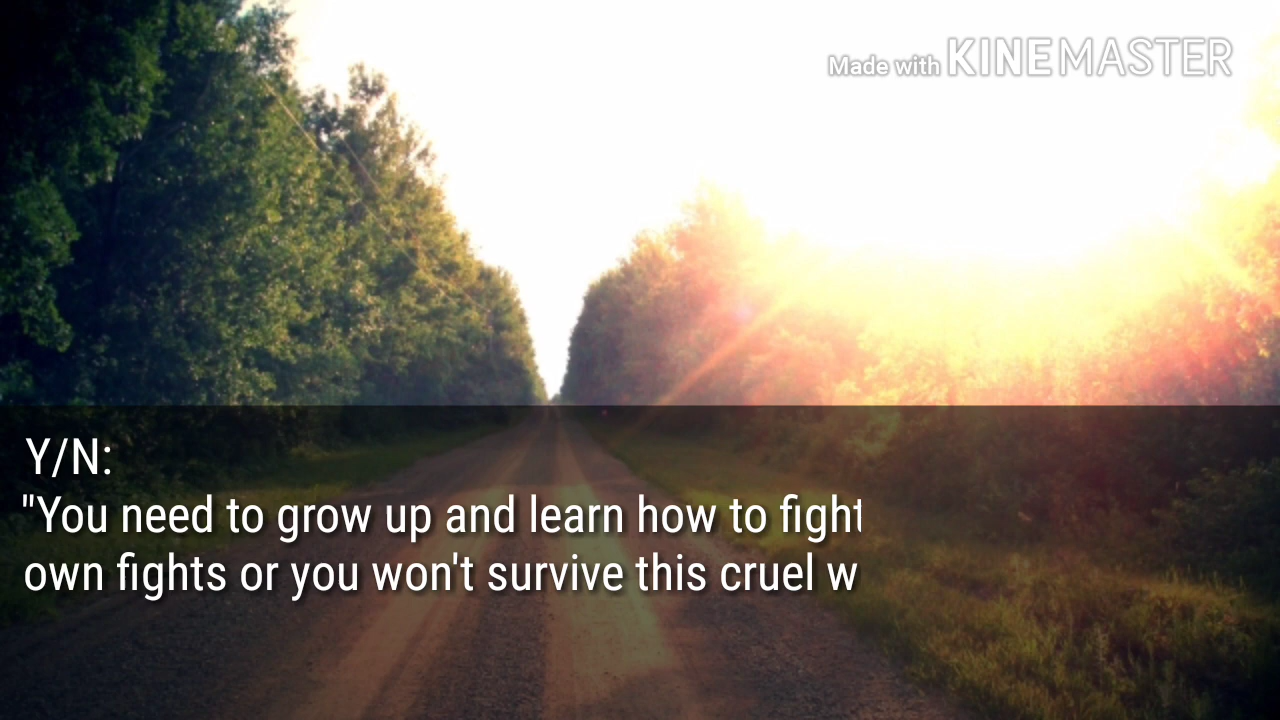 Made with KINEMASTER
Y/N:
"You need to grow up and learn how to fight
own fights or you won't survive this cruel w